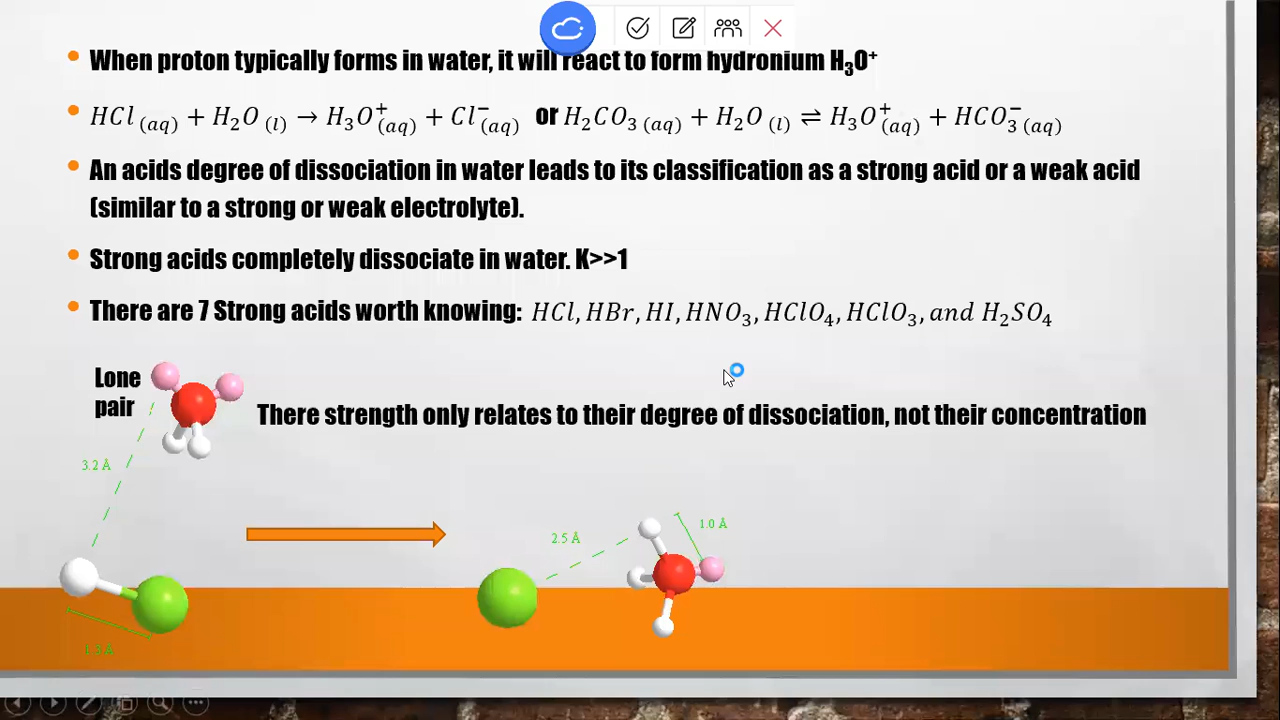 When proton typically forms in water, it will react to form hydronium H₃O⁺
HCl (aq) + H₂O (l) → H₃O⁺(aq) + Cl⁻(aq) or H₂CO₃ (aq) + H₂O (l) ⇌ H₃O⁺(aq) + HCO₃⁻(aq)
An acids degree of dissociation in water leads to its classification as a strong acid or a weak acid
(similar to a strong or weak electrolyte).
Strong acids completely dissociate in water. K>>1
There are 7 Strong acids worth knowing: HCl, HBr, HI, HNO₃, HClO₄, HClO₃, and H₂SO₄
Lone
pair
There strength only relates to their degree of dissociation, not their concentration
3.2 Å
2.5 Å
1.0 Å
1.3 Å